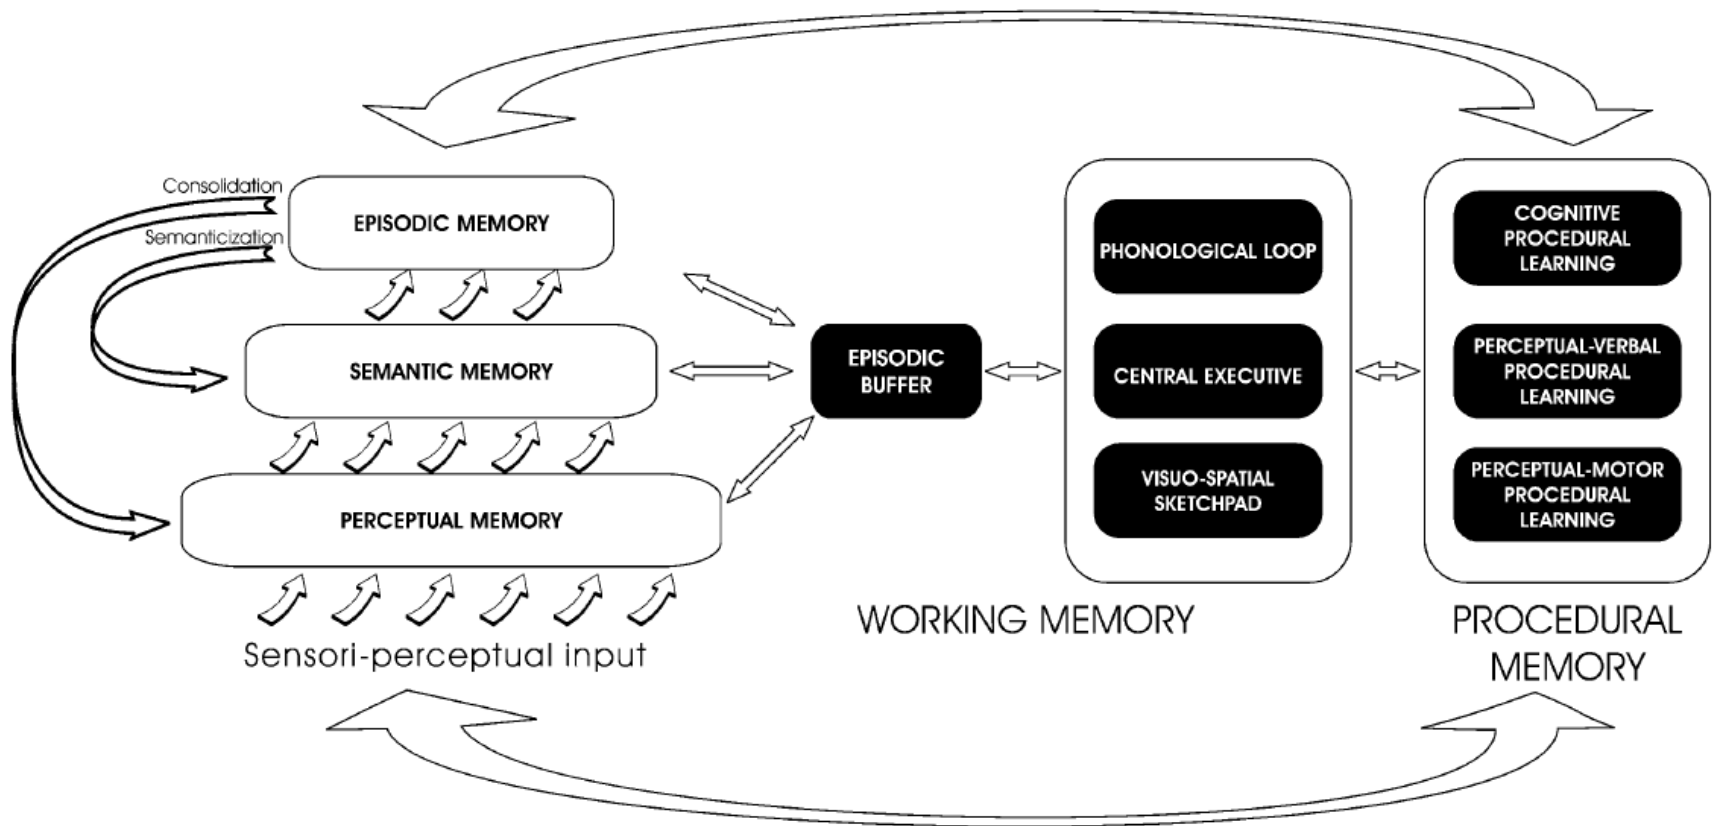 Consolidation
Semanticization
EPISODIC MEMORY
SEMANTIC MEMORY
PERCEPTUAL MEMORY
Sensori-perceptual input
EPISODIC
BUFFER
PHONOLOGICAL LOOP
CENTRAL EXECUTIVE
VISUO-SPATIAL
SKETCHPAD
WORKING MEMORY
COGNITIVE
PROCEDURAL
LEARNING
PERCEPTUAL-VERBAL
PROCEDURAL
LEARNING
PERCEPTUAL-MOTOR
PROCEDURAL
LEARNING
PROCEDURAL
MEMORY